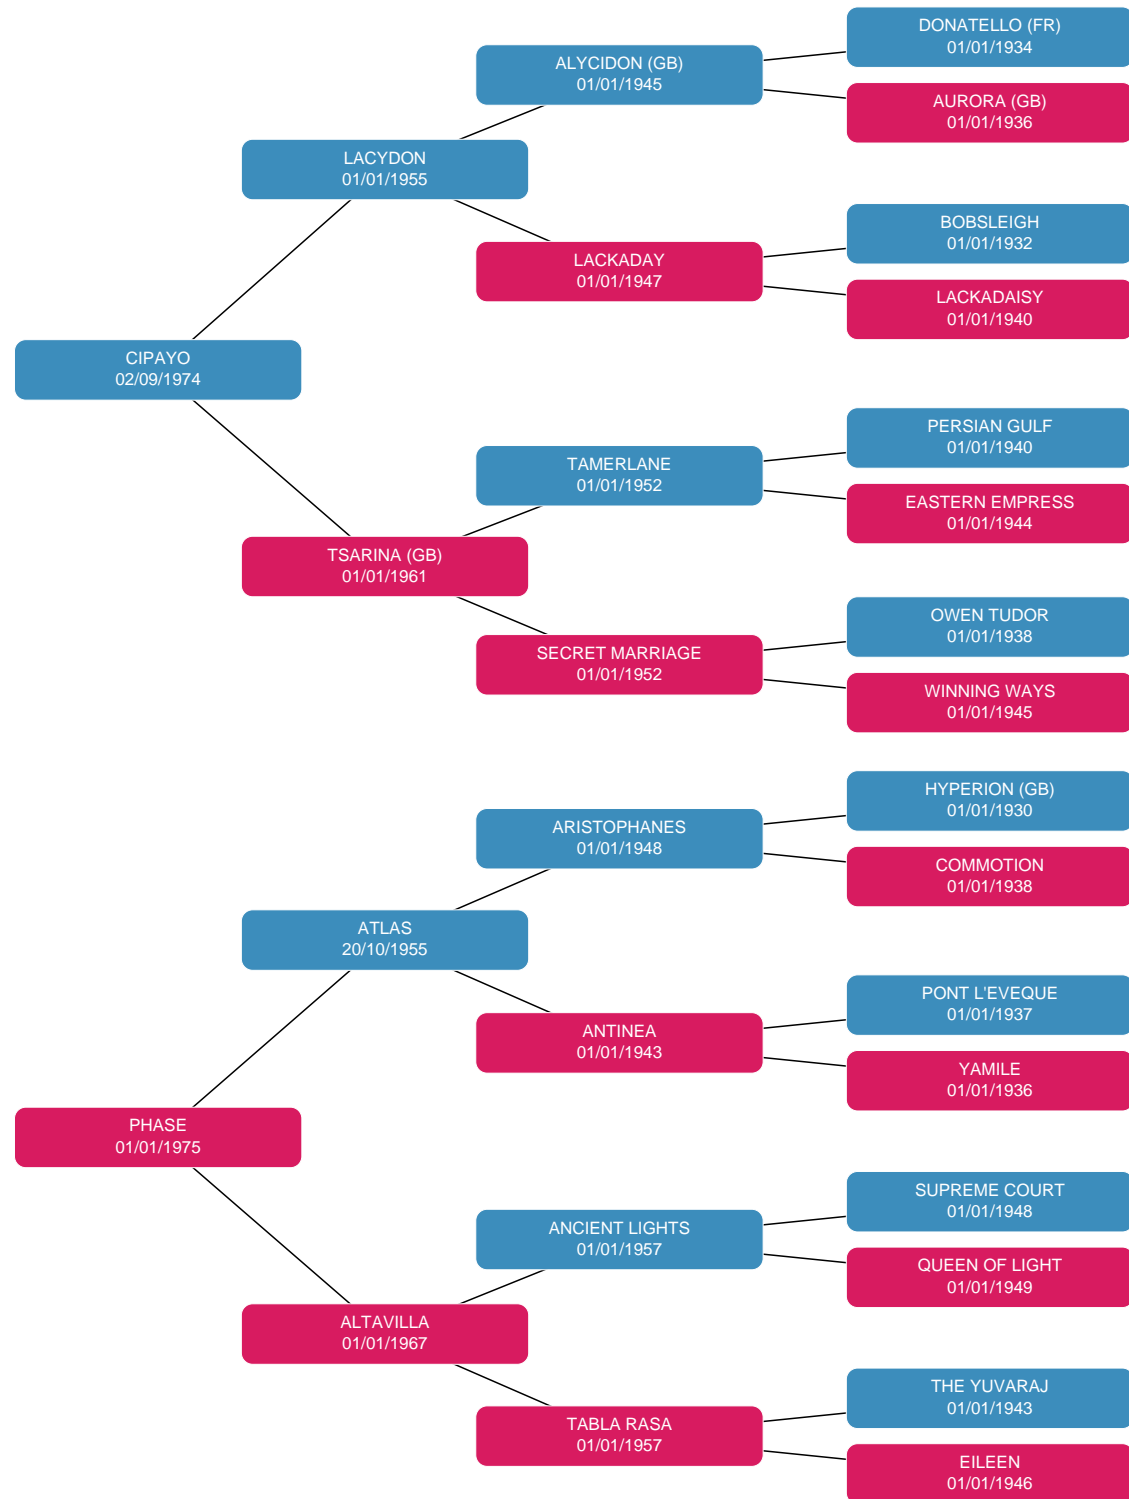 DONATELLO (FR)
01/01/1934
ALYCIDON (GB)
01/01/1945
AURORA (GB)
01/01/1936
LACYDON
01/01/1955
BOBSLEIGH
01/01/1932
LACKADAY
01/01/1947
LACKADAISY
01/01/1940
CIPAYO
02/09/1974
PERSIAN GULF
01/01/1940
TAMERLANE
01/01/1952
EASTERN EMPRESS
01/01/1944
TSARINA (GB)
01/01/1961
OWEN TUDOR
01/01/1938
SECRET MARRIAGE
01/01/1952
WINNING WAYS
01/01/1945
HYPERION (GB)
01/01/1930
ARISTOPHANES
01/01/1948
COMMOTION
01/01/1938
ATLAS
20/10/1955
PONT L'EVEQUE
01/01/1937
ANTINEA
01/01/1943
YAMILE
01/01/1936
PHASE
01/01/1975
SUPREME COURT
01/01/1948
ANCIENT LIGHTS
01/01/1957
QUEEN OF LIGHT
01/01/1949
ALTAVILLA
01/01/1967
THE YUVARAJ
01/01/1943
TABLA RASA
01/01/1957
EILEEN
01/01/1946